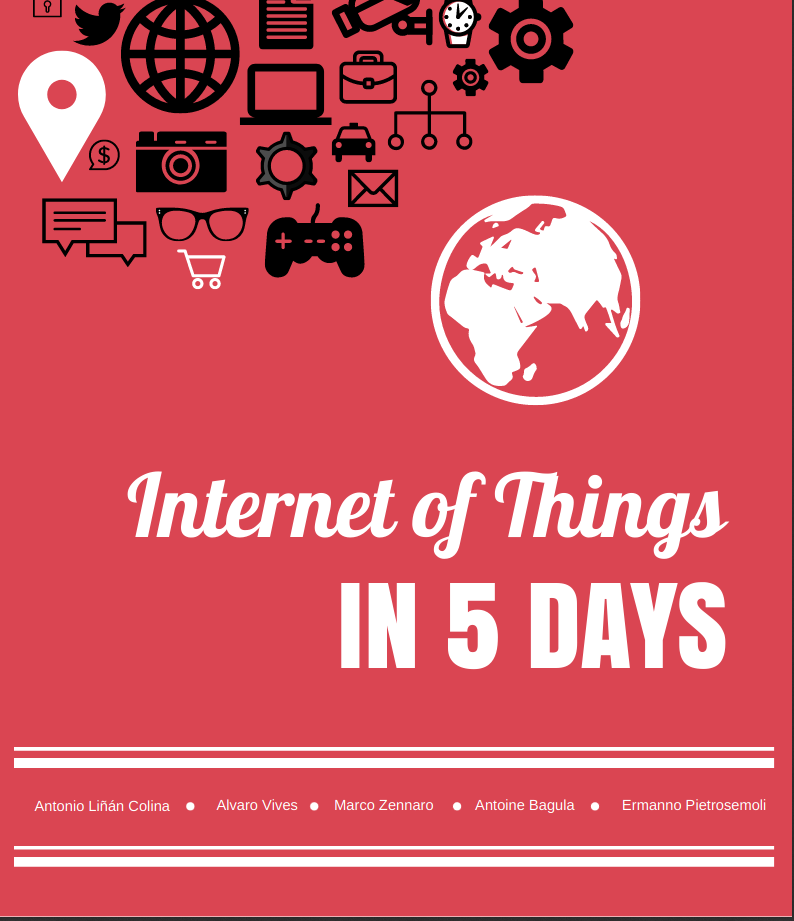 $
Internet of Things
IN 5 DAYS
Antonio Liñán Colina ● Alvaro Vives ● Marco Zennaro ● Antoine Bagula ● Ermanno Pietrosemoli